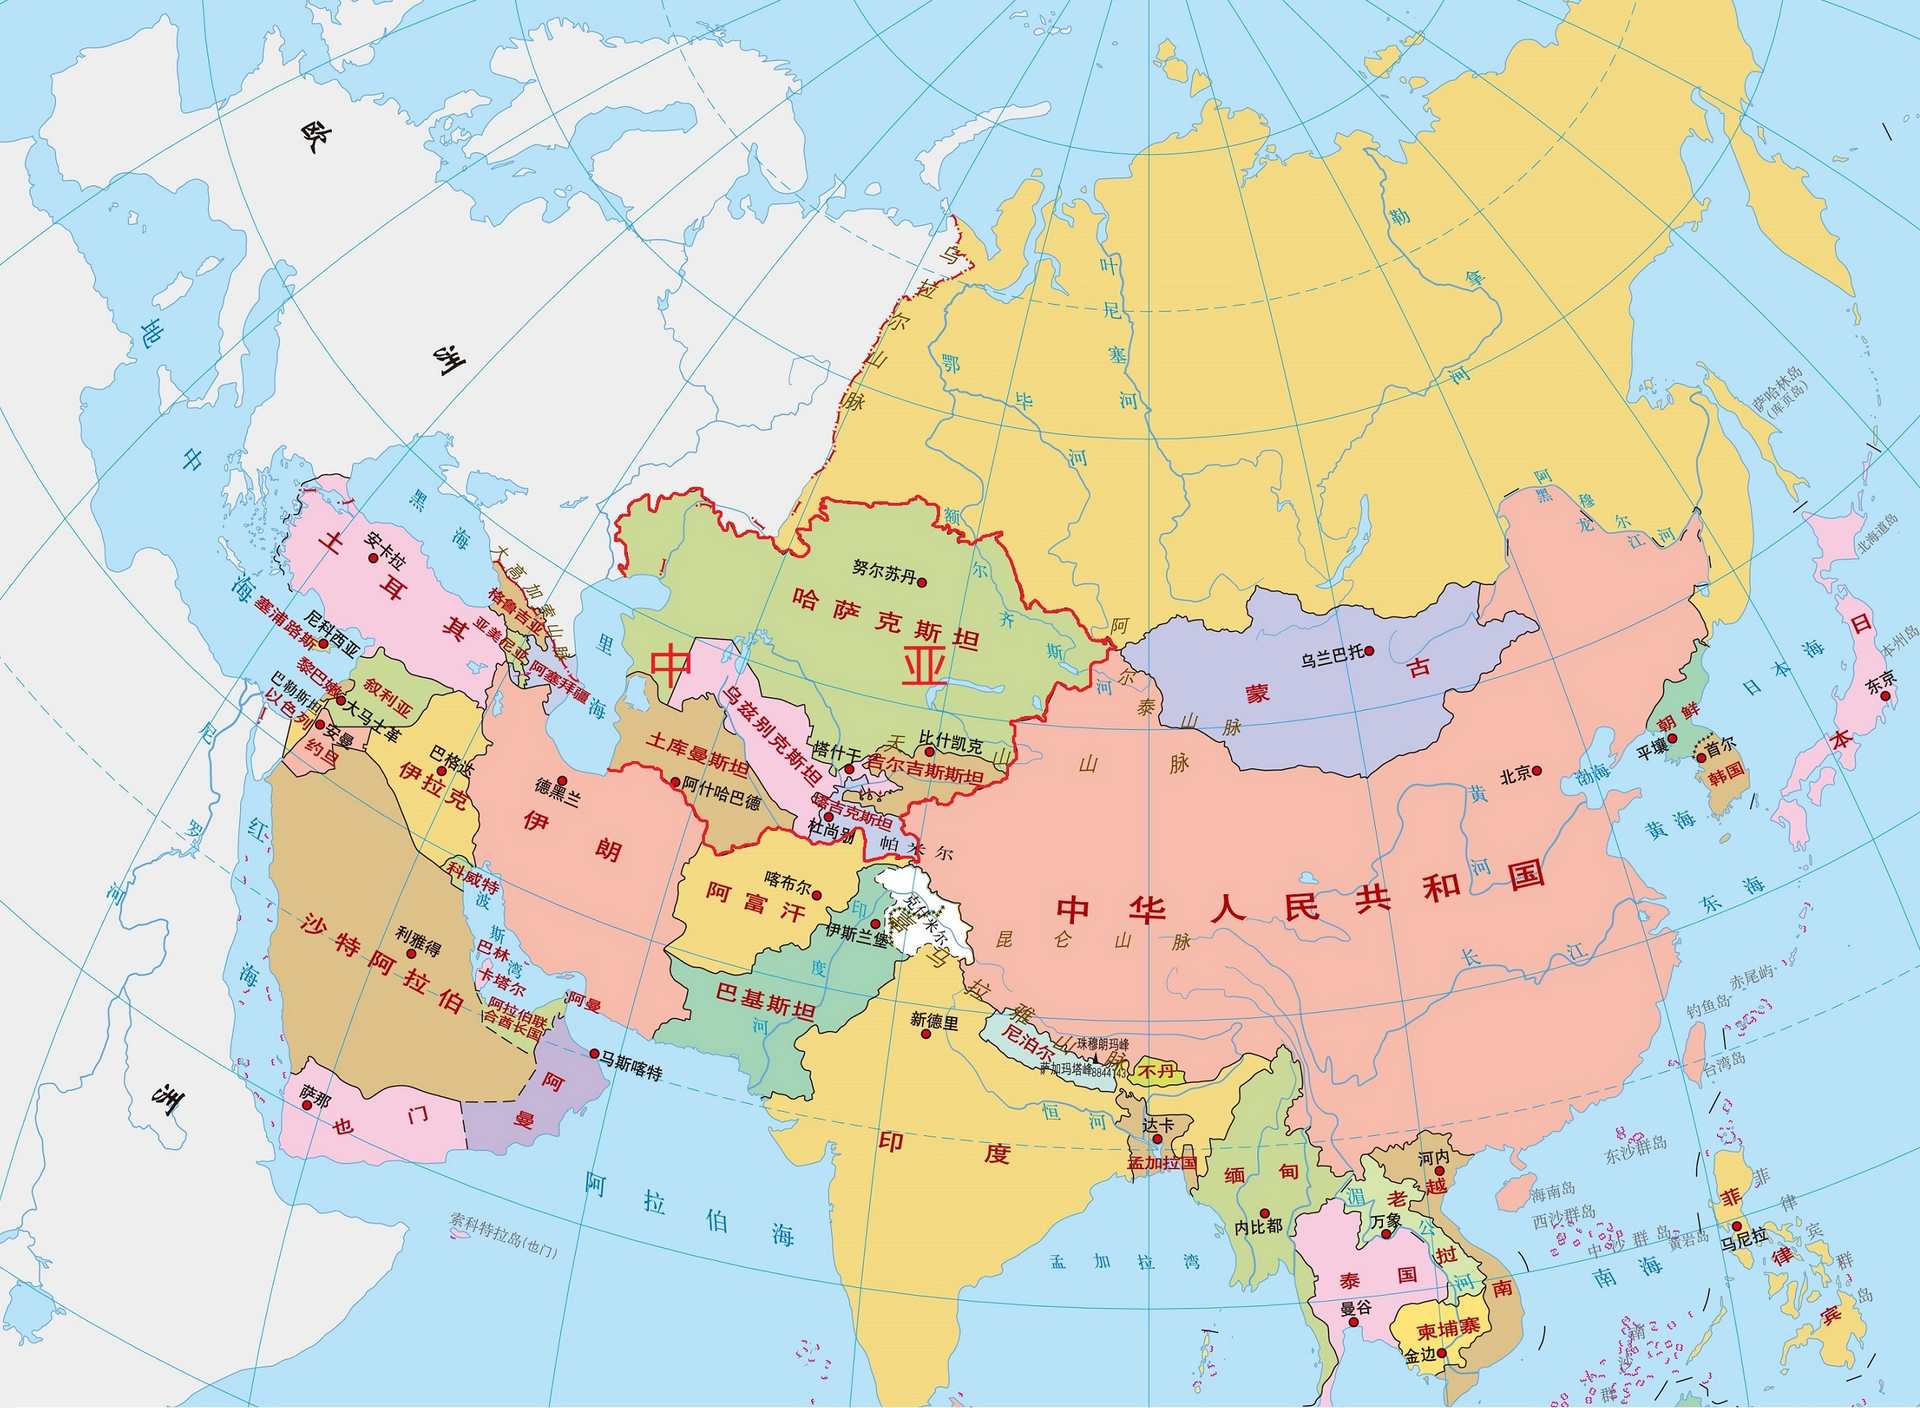 欧洲
地中海
黑海
里海
红海
波斯湾
阿拉伯海
孟加拉湾
南海
东海
黄海
渤海
日本海
洲
尼罗河
乌拉尔山脉
大高加索山脉
鄂毕河
叶尼塞河
勒拿河
额尔齐斯河
阿穆尔河
黑龙江
阿尔泰山脉
天山山脉
帕米尔
昆仑山脉
喜马拉雅山脉
黄河
长江
印度河
恒河
湄公河
中亚
哈萨克斯坦
努尔苏丹
乌兹别克斯坦
塔什干
土库曼斯坦
阿什哈巴德
吉尔吉斯斯坦
比什凯克
塔吉克斯坦
杜尚别
土耳其
安卡拉
塞浦路斯
尼科西亚
格鲁吉亚
亚美尼亚
阿塞拜疆
黎巴嫩
叙利亚
大马士革
巴勒斯坦
以色列
安曼
约旦
伊拉克
巴格达
科威特
伊朗
德黑兰
沙特阿拉伯
利雅得
巴林
卡塔尔
阿拉伯联
合酋长国
阿曼
阿曼
马斯喀特
也门
萨那
索科特拉岛(也门)
阿富汗
喀布尔
巴基斯坦
伊斯兰堡
克什米尔
印度
新德里
尼泊尔
珠穆朗玛峰
萨加玛塔峰8844.43
不丹
孟加拉国
达卡
缅甸
内比都
泰国
曼谷
老挝
万象
越南
河内
柬埔寨
金边
中华人民共和国
北京
蒙古
乌兰巴托
朝鲜
平壤
韩国
首尔
日本
东京
北海道岛
本州岛
萨哈林岛
(库页岛)
钓鱼岛
赤尾屿
台湾岛
东沙群岛
海南岛
西沙群岛
中沙群岛
黄岩岛
南沙群
菲律宾
马尼拉
菲律宾群岛